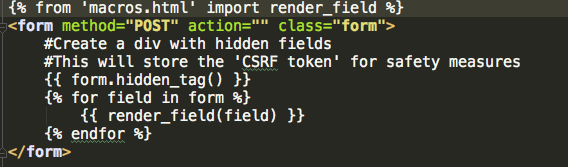 {% from 'macros.html' import render_field %}
<form method="POST" action="" class="form">
    #Create a div with hidden fields
    #This will store the 'CSRF token' for safety measures
    {{ form.hidden_tag() }}
    {% for field in form %}
        {{ render_field(field) }}
    {% endfor %}
</form>